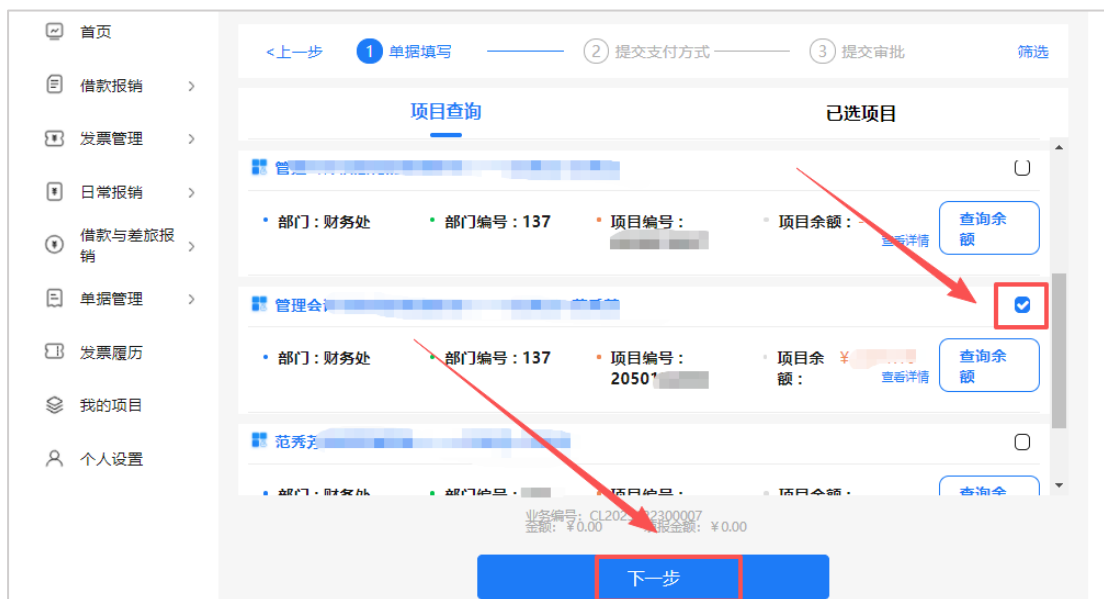 首页
借款报销
发票管理
日常报销
借款与差旅报
销
单据管理
发票履历
我的项目
个人设置
<上一步 1 单据填写 2 提交支付方式 3 提交审批 筛选
项目查询 已选项目
部门：财务处 部门编号：137 项目编号： 项目余额： 查看详情 查询余
额
管理会
部门：财务处 部门编号：137 项目编号：
20501 项目余
额： ¥ 查看详情 查询余
额
范秀
部门：财务处 部门编号： 项目编号： 项目余额： 查询余
业务编号：
金额：¥0.00 ¥0.00
下一步